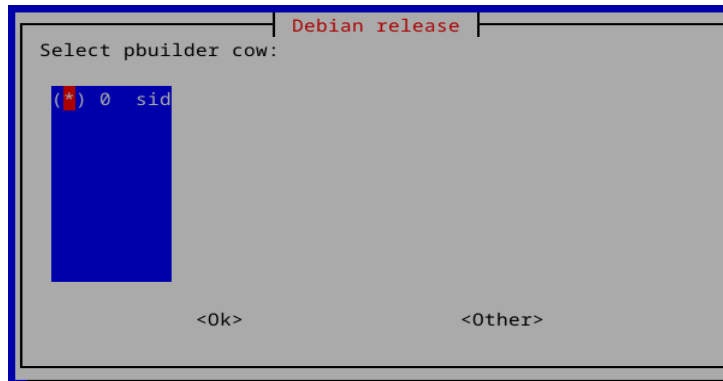 Debian release
Select pbuilder cow:
(*) 0 sid
<Ok> <Other>